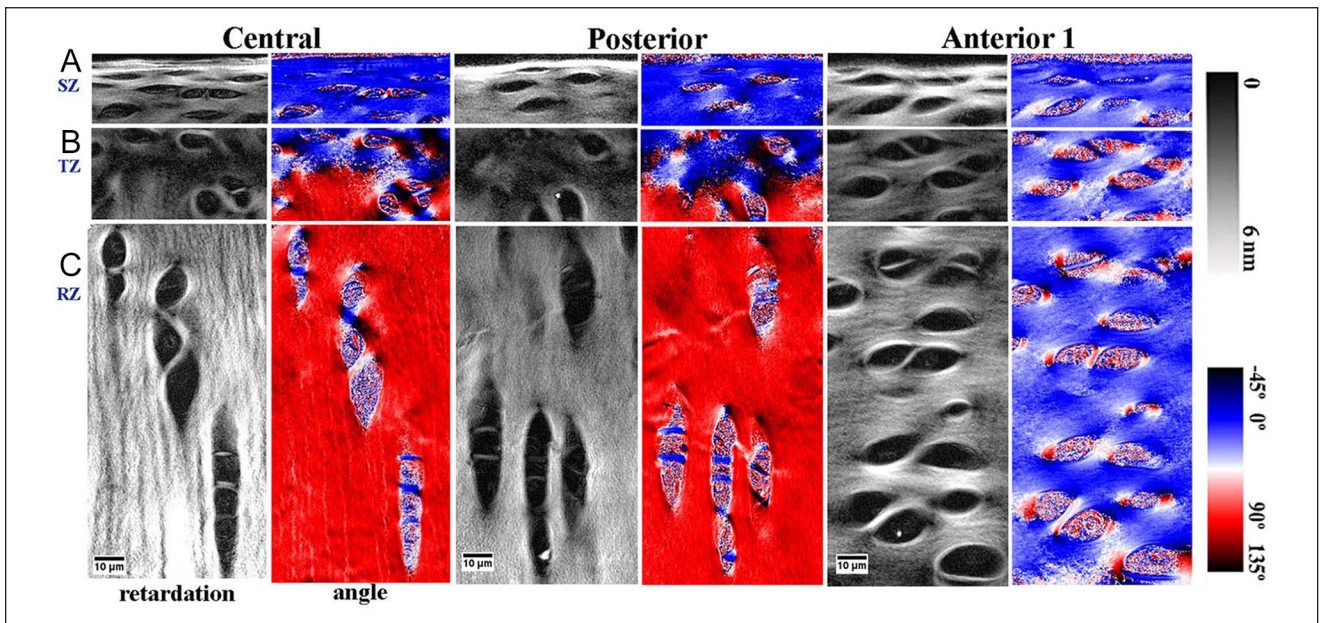 Central Posterior Anterior 1
A
SZ
B
TZ
C
RZ
0
6 nm
-45° 0° 90° 135°
10 µm 10 µm 10 µm
retardation angle